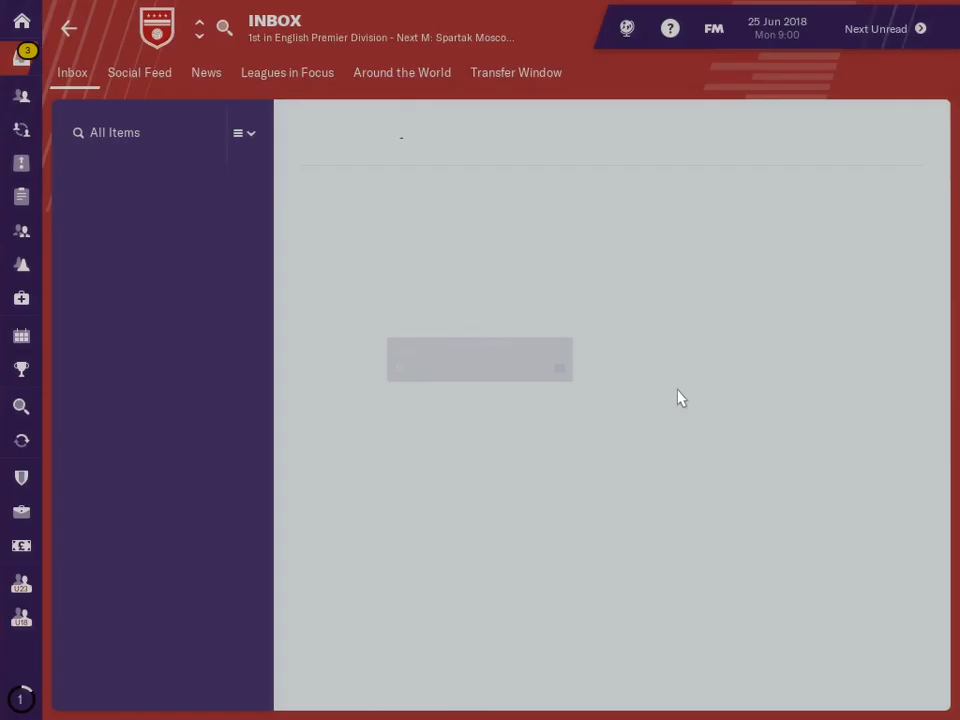 INBOX
1st in English Premier Division - Next M: Spartak Mosco...
25 Jun 2018
Mon 9:00
FM
?
Next Unread
3
Inbox
Social Feed
News
Leagues in Focus
Around the World
Transfer Window
All Items
-
U23
U18
1